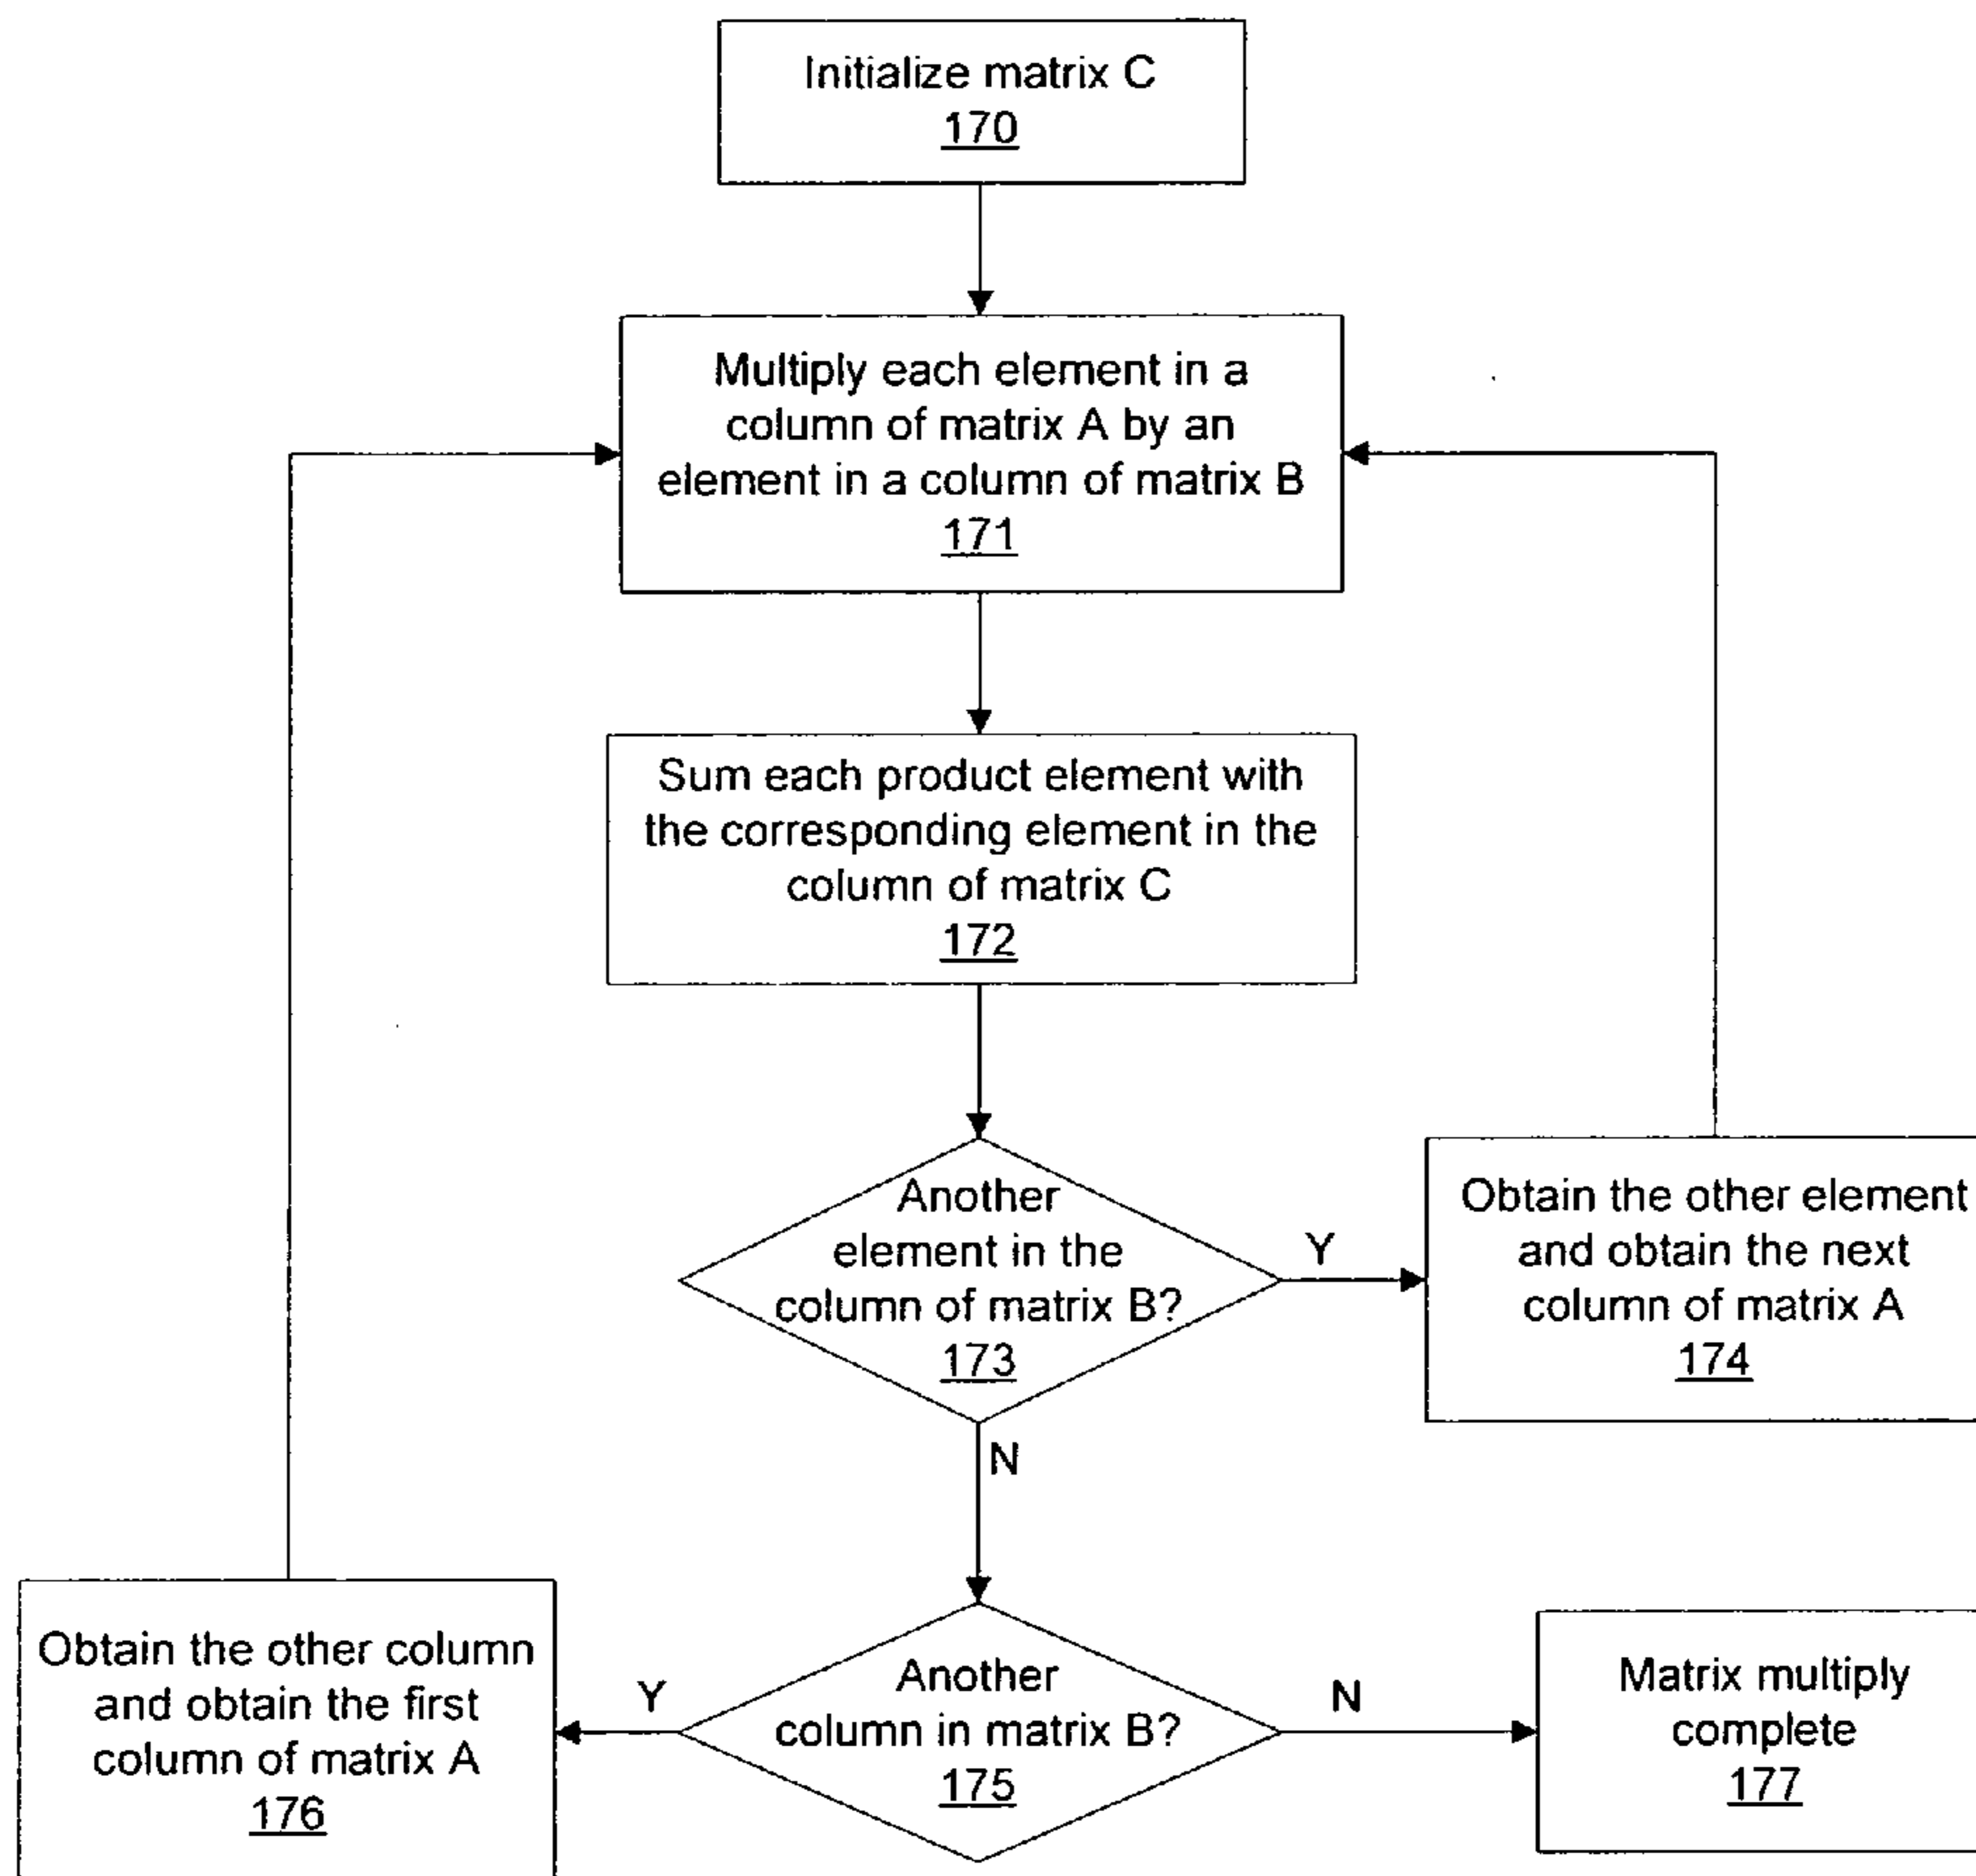 Initialize matrix C
170
Multiply each element in a
column of matrix A by an
element in a column of matrix B
171
Sum each product element with
the corresponding element in the
column of matrix C
172
Another
element in the
column of matrix B?
173
Y
Obtain the other element
and obtain the next
column of matrix A
174
N
Another
column in matrix B?
175
Y
Obtain the other column
and obtain the first
column of matrix A
176
N
Matrix multiply
complete
177